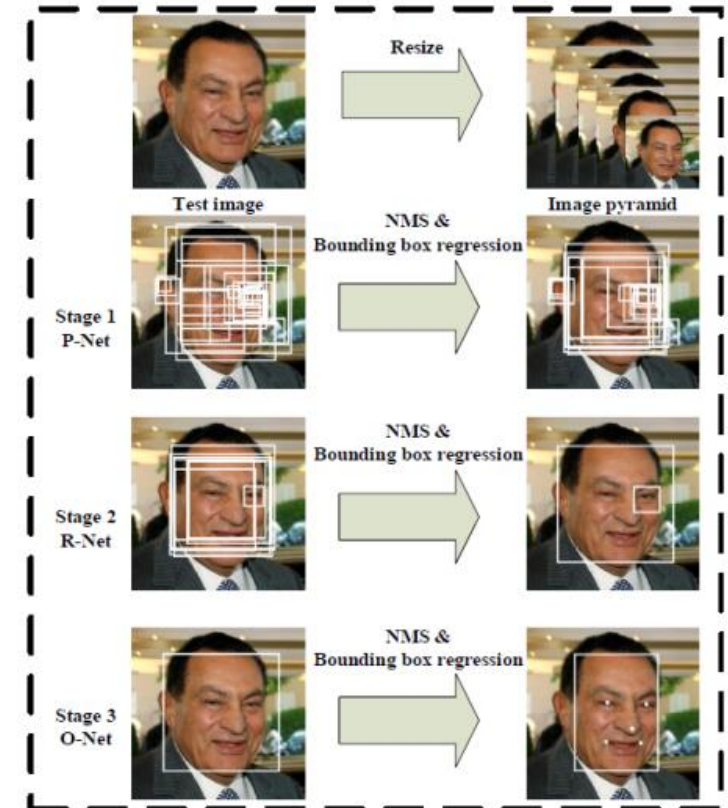 Resize
Test image
Image pyramid
NMS &
Bounding box regression
Stage 1
P-Net
NMS &
Bounding box regression
Stage 2
R-Net
NMS &
Bounding box regression
Stage 3
O-Net